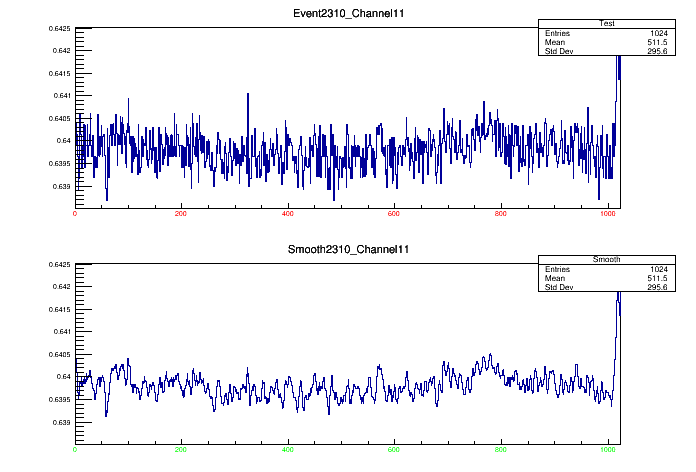 Event2310_Channel11
Test
Entries 1024
Mean 511.5
Std Dev 295.6
0.6425
0.642
0.6415
0.641
0.6405
0.64
0.6395
0.639
0 200 400 600 800 1000
Smooth2310_Channel11
Smooth
Entries 1024
Mean 511.5
Std Dev 295.6
0.6425
0.642
0.6415
0.641
0.6405
0.64
0.6395
0.639
0 200 400 600 800 1000